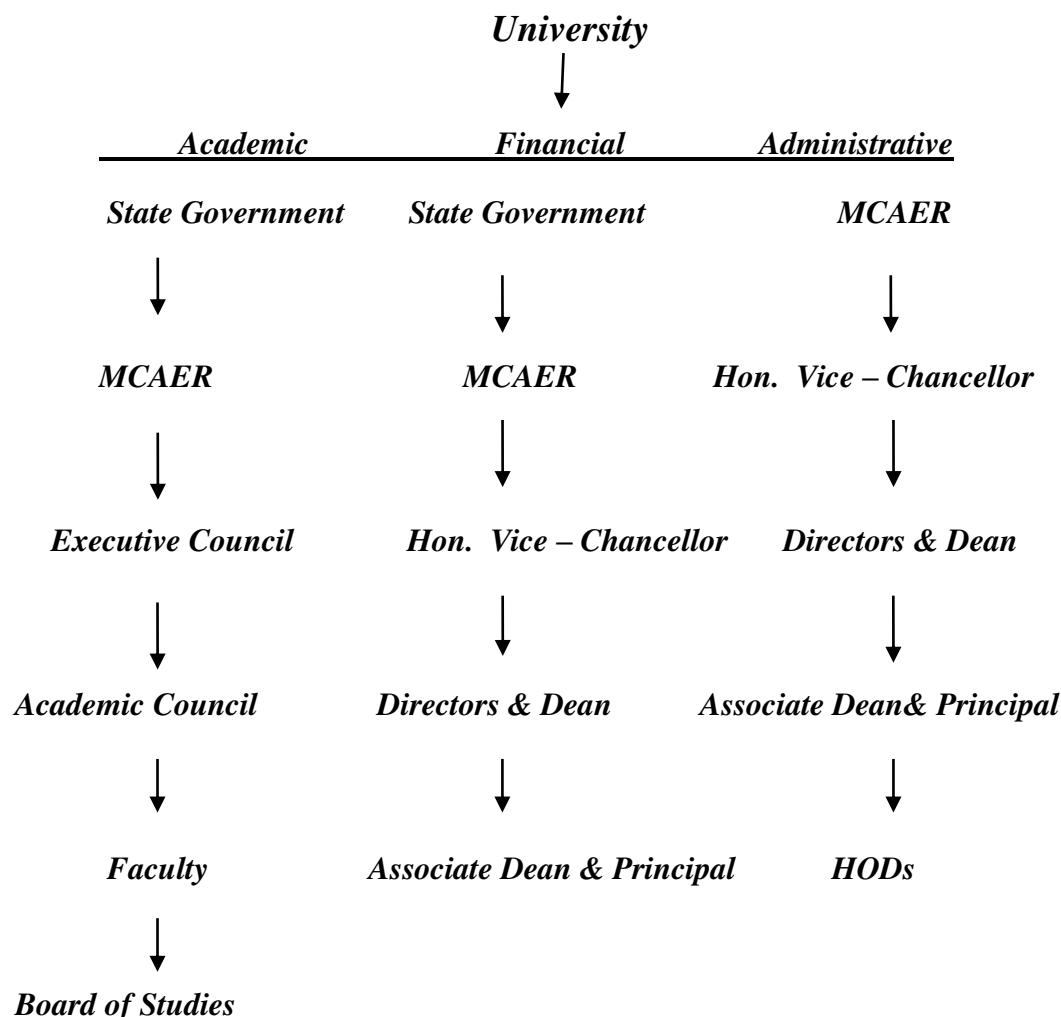 University
Academic Financial Administrative
State Government State Government MCAER
MCAER MCAER Hon. Vice – Chancellor
Executive Council Hon. Vice – Chancellor Directors & Dean
Academic Council Directors & Dean Associate Dean& Principal
Faculty Associate Dean & Principal HODs
Board of Studies